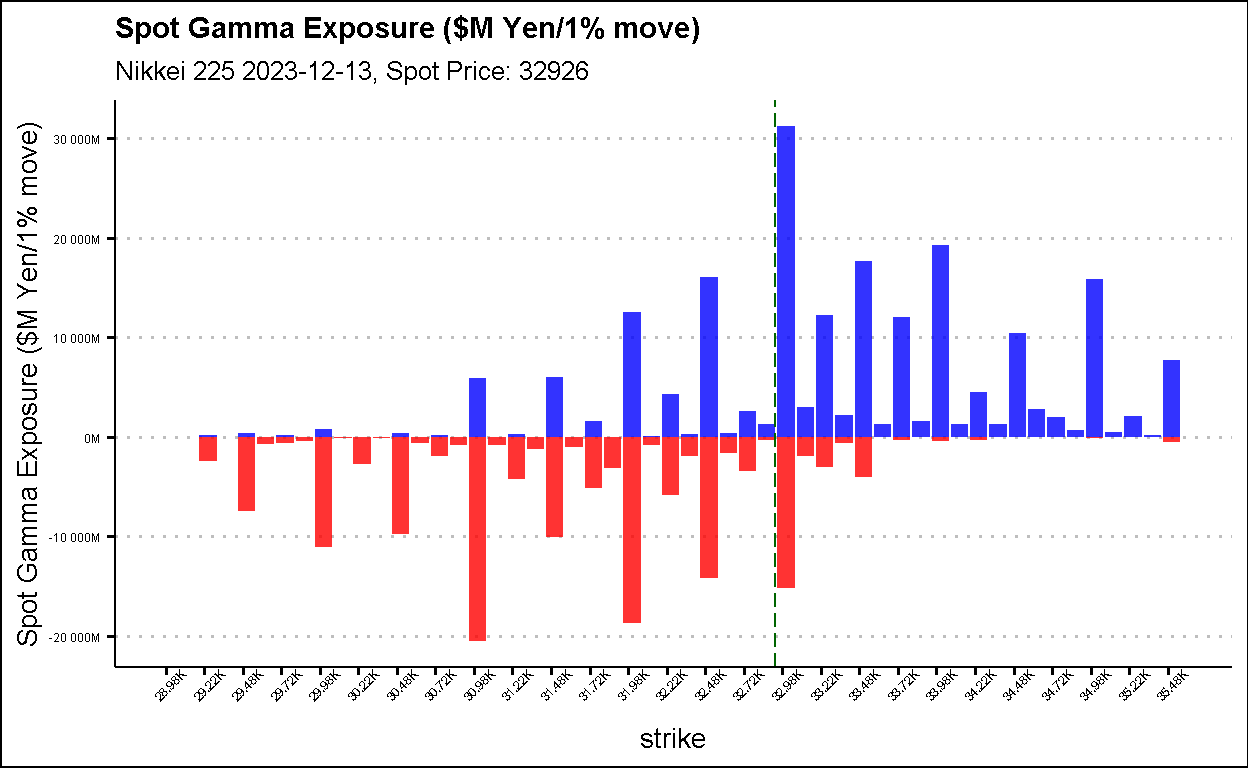 Spot Gamma Exposure ($M Yen/1% move)
Nikkei 225 2023-12-13, Spot Price: 32926
Spot Gamma Exposure ($M Yen/1% move)
30 000M
20 000M
10 000M
0M
-10 000M
-20 000M
28.98K 29.22K 29.48K 29.72K 29.98K 30.22K 30.48K 30.72K 30.98K 31.22K 31.48K 31.72K 31.98K 32.22K 32.48K 32.72K 32.98K 33.22K 33.48K 33.72K 33.98K 34.22K 34.48K 34.72K 34.98K 35.22K 35.48K
strike